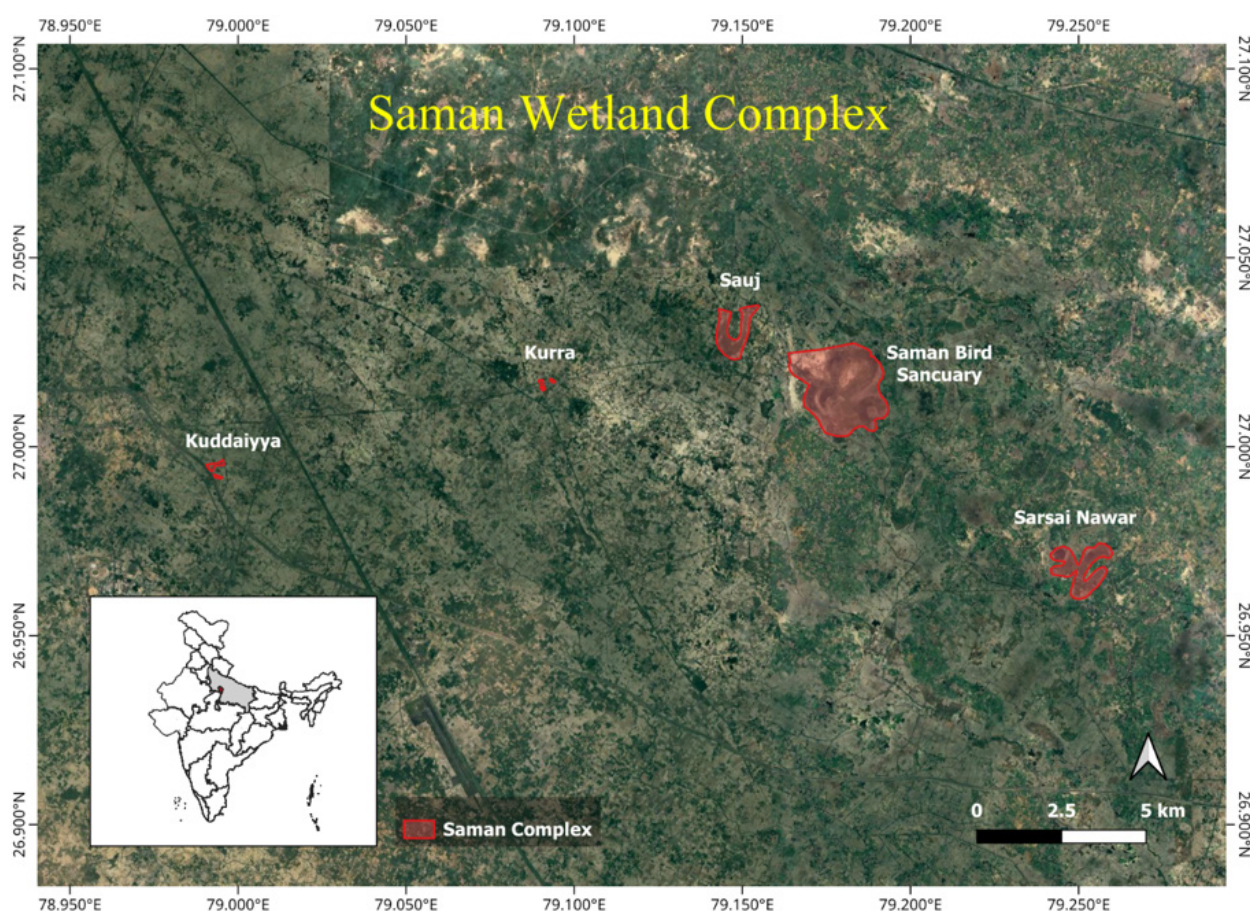 78.950°E 79.000°E 79.050°E 79.100°E 79.150°E 79.200°E 79.250°E
27.100°N 27.100°N
Saman Wetland Complex
27.050°N 27.050°N
Sauj
Kurra
Saman Bird
Sancuary
Kuddaiyya
27.000°N 27.000°N
Sarsai Nawar
26.950°N 26.950°N
0 2.5 5 km
Saman Complex
26.900°N 26.900°N
78.950°E 79.000°E 79.050°E 79.100°E 79.150°E 79.200°E 79.250°E